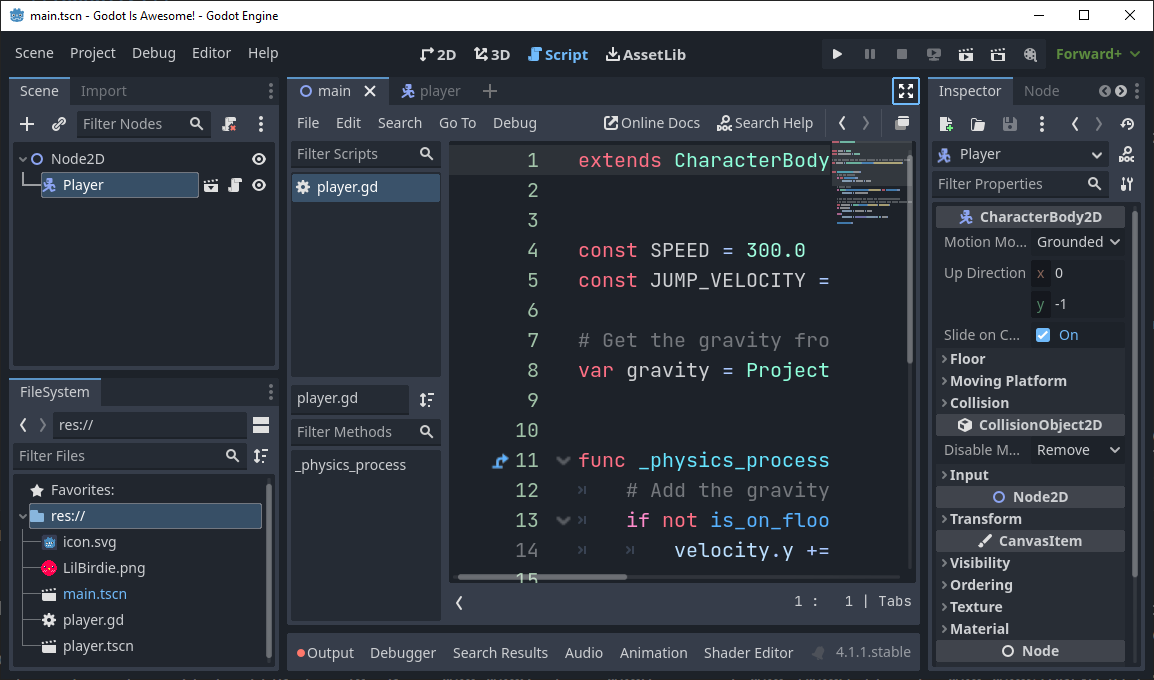 main.tscn - Godot Is Awesome! - Godot Engine
Scene Project Debug Editor Help
2D 3D Script AssetLib
Forward+
Scene Import
Filter Nodes
Node2D
Player
FileSystem
res://
Filter Files
Favorites:
res://
icon.svg
LilBirdie.png
main.tscn
player.gd
player.tscn
main player
File Edit Search Go To Debug Online Docs Search Help
Filter Scripts
player.gd
player.gd
Filter Methods
_physics_process
1 extends CharacterBody
2
3
4 const SPEED = 300.0
5 const JUMP_VELOCITY =
6
7 # Get the gravity fro
8 var gravity = Project
9
10
11 func _physics_process
12 # Add the gravity
13 if not is_on_floo
14 velocity.y +=
15
1 : 1 | Tabs
Output Debugger Search Results Audio Animation Shader Editor 4.1.1.stable
Inspector Node
Player
Filter Properties
CharacterBody2D
Motion Mo... Grounded
Up Direction x 0
y -1
Slide on C... On
Floor
Moving Platform
Collision
CollisionObject2D
Disable M... Remove
Input
Node2D
Transform
CanvasItem
Visibility
Ordering
Texture
Material
Node